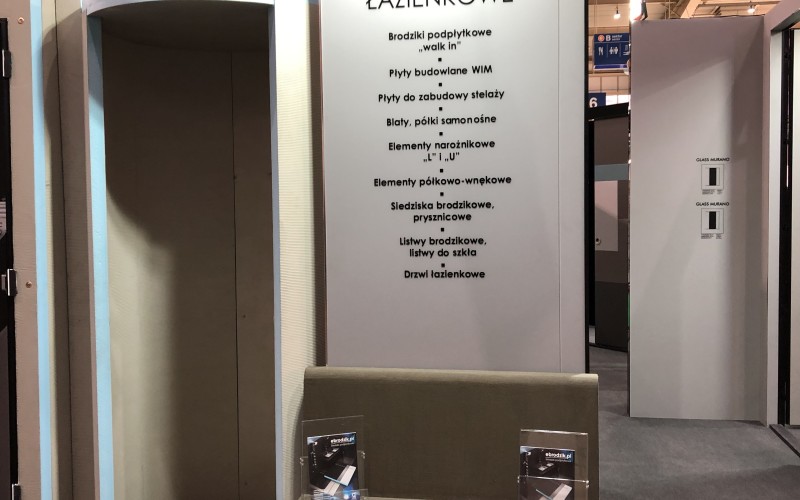 ŁAZIENKOWE
Brodziki podpłytkowe
„walk in"
Płyty budowlane WIM
Płyty do zabudowy stelaży
Blaty, półki samonośne
Elementy narożnikowe
„L" i „U"
Elementy półkowo-wnękowe
Siedziska brodzikowe,
prysznicowe
Listwy brodzikowe,
listwy do szkła
Drzwi łazienkowe
6
GLASS MURANO
GLASS MURANO
ebrodzik.pl
ebrodzik.pl